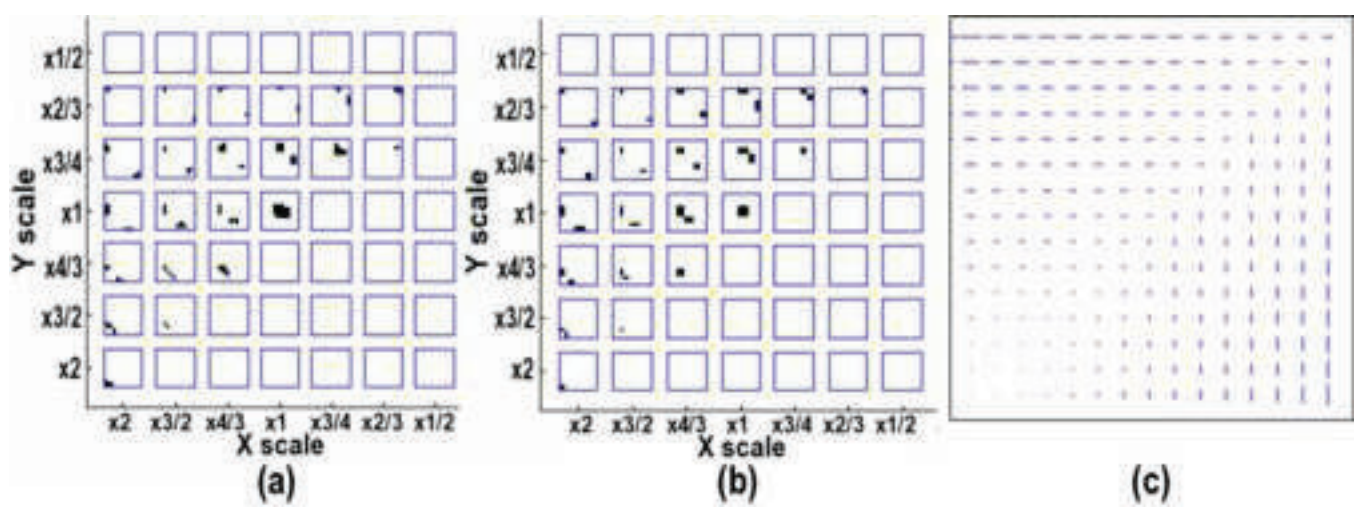 Y scale
x1/2
x2/3
x3/4
x1
x4/3
x3/2
x2
x2 x3/2 x4/3 x1 x3/4 x2/3 x1/2
X scale
(a)
Y scale
x1/2
x2/3
x3/4
x1
x4/3
x3/2
x2
x2 x3/2 x4/3 x1 x3/4 x2/3 x1/2
X scale
(b)
(c)